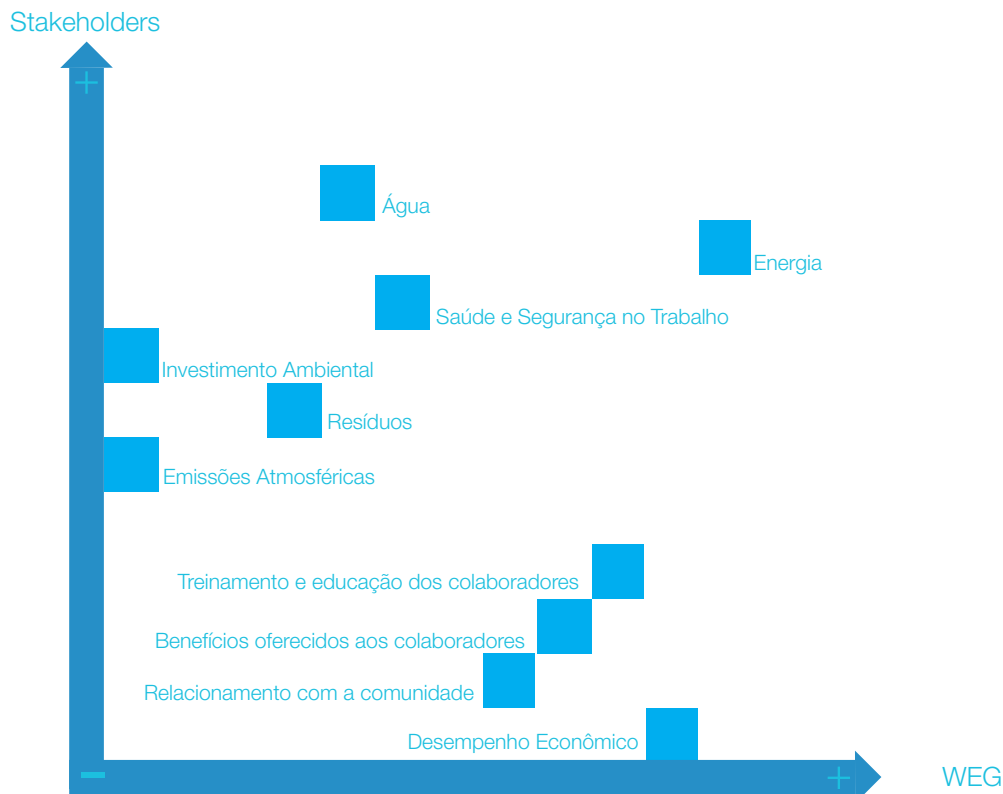 Stakeholders
+
Água
Energia
Saúde e Segurança no Trabalho
Investimento Ambiental
Resíduos
Emissões Atmosféricas
Treinamento e educação dos colaboradores
Benefícios oferecidos aos colaboradores
Relacionamento com a comunidade
Desempenho Econômico
− +
WEG